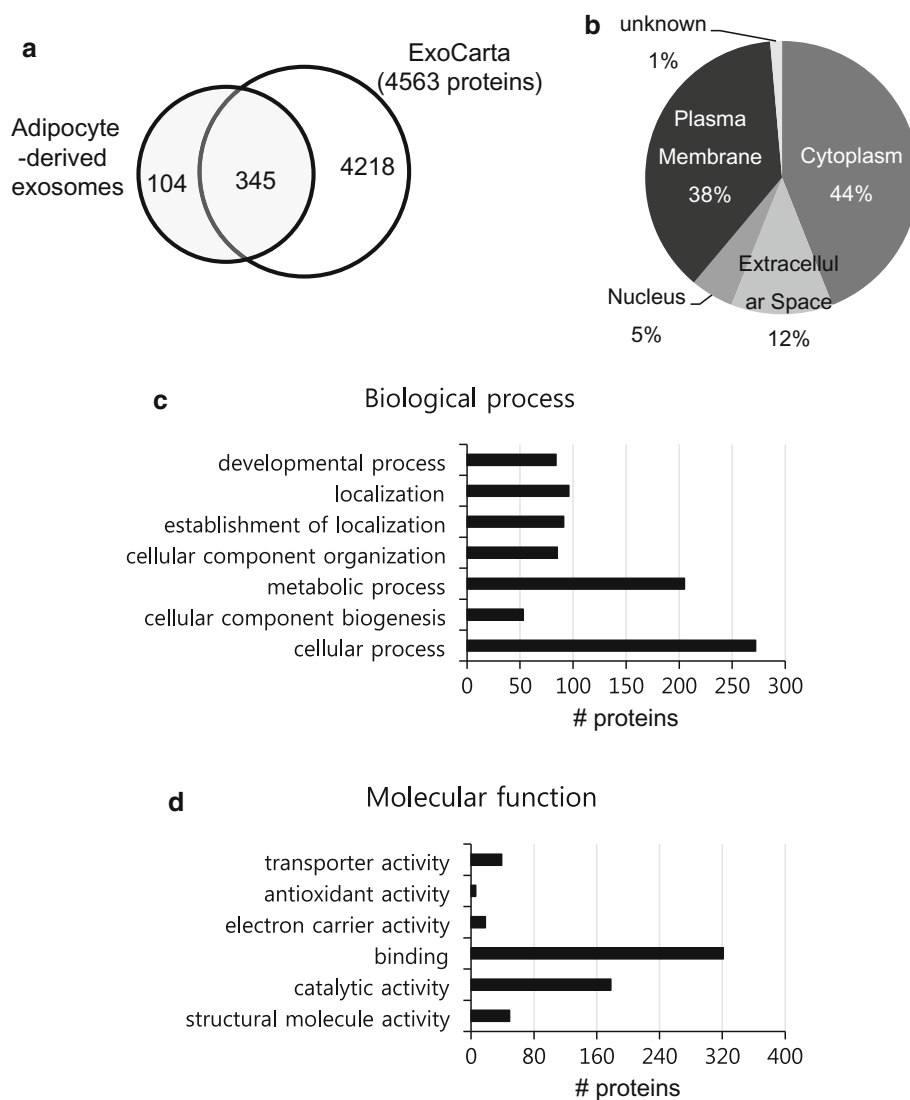 a
ExoCarta
(4563 proteins)
Adipocyte
-derived
exosomes
104
345
4218
b
unknown
1%
Plasma
Membrane
38%
Cytoplasm
44%
Nucleus
5%
Extracellul
ar Space
12%
c
Biological process
developmental process
localization
establishment of localization
cellular component organization
metabolic process
cellular component biogenesis
cellular process
0 50 100 150 200 250 300
# proteins
d
Molecular function
transporter activity
antioxidant activity
electron carrier activity
binding
catalytic activity
structural molecule activity
0 80 160 240 320 400
# proteins